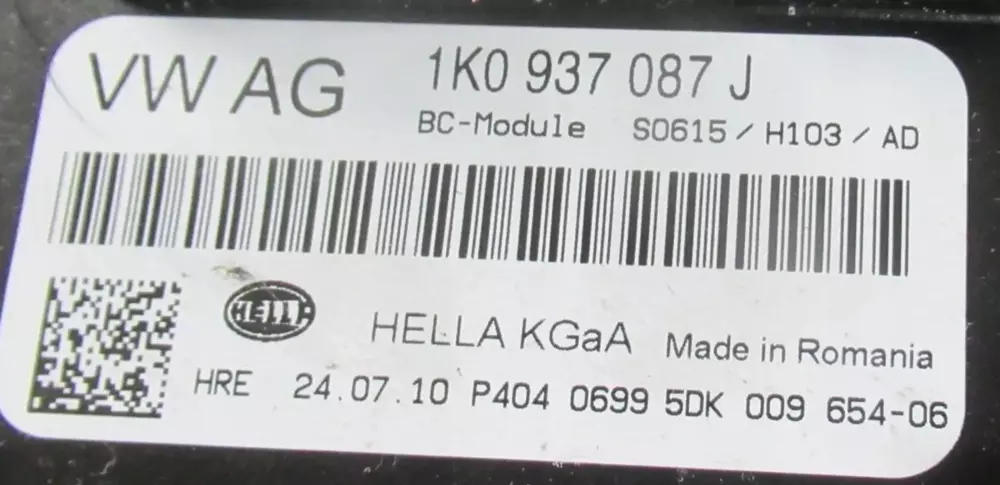 VW AG 1K0 937 087 J
BC-Module S0615 / H103 / AD
HELLA HELLA KGaA Made in Romania
HRE 24.07.10 P404 0699 5DK 009 654-06